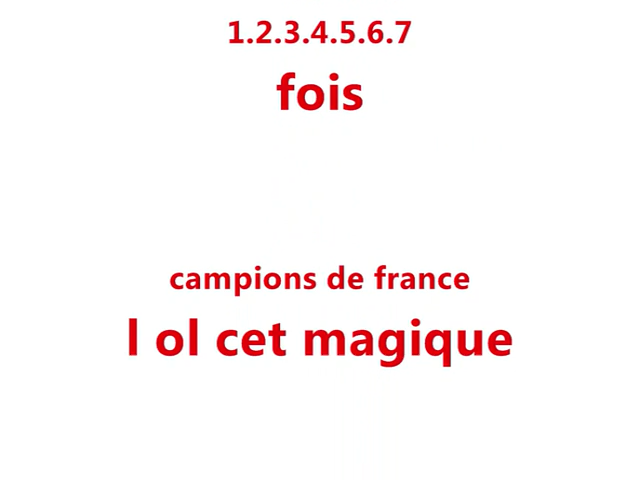 1.2.3.4.5.6.7
fois
campions de france
l ol cet magique